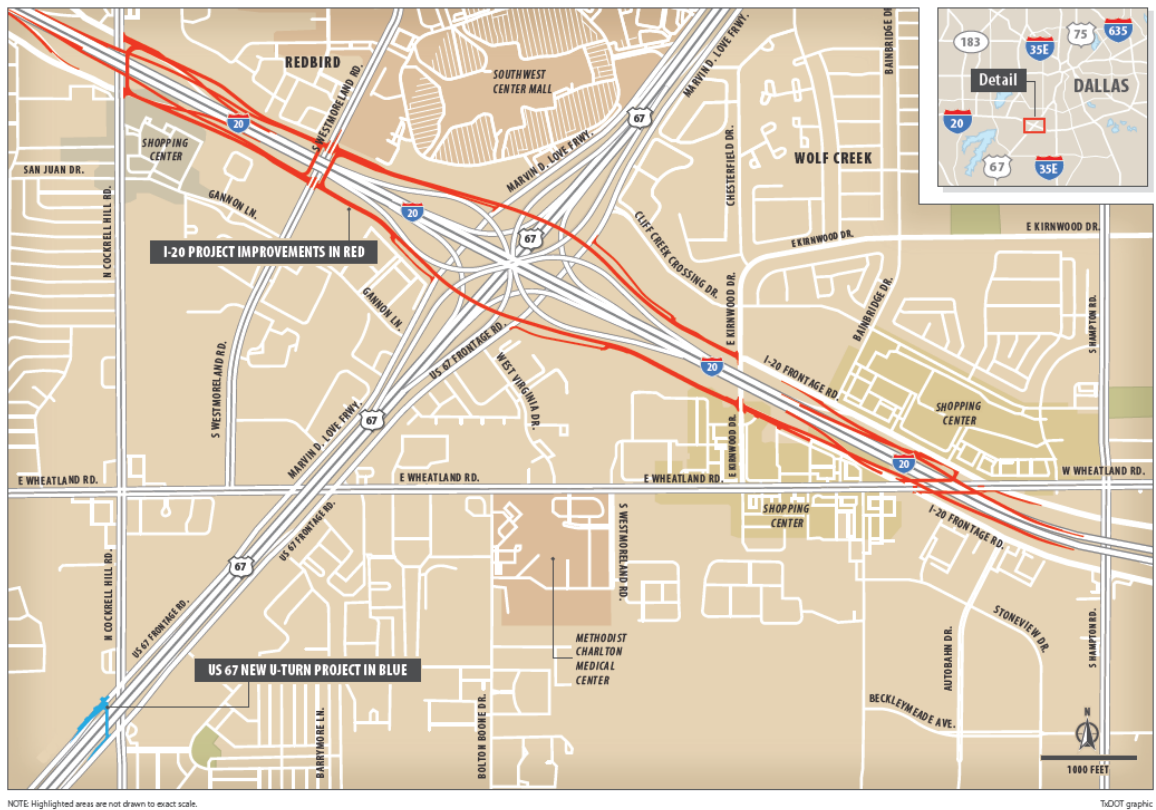 REDBIRD
S WESTMORELAND RD.
SOUTHWEST
CENTER MALL
MARVIN D. LOVE FRWY.
MARVIN D. LOVE FRWY.
67
BAINBRIDGE D
183
75
635
35E
Detail
DALLAS
20
67
35E
20
SHOPPING
CENTER
SAN JUAN DR.
N COCKRELL HILL RD.
GANNON LN.
20
67
CHESTERFIELD DR.
WOLF CREEK
CLIFF CREEK CROSSING DR.
E KIRNWOOD DR.
E KIRNWOOD DR.
I-20 PROJECT IMPROVEMENTS IN RED
GANNON LN.
S WESTMORELAND RD.
US 67 FRONTAGE RD.
E KIRNWOOD DR.
BAINBRIDGE DR.
S HAMPTON RD.
20
I-20 FRONTAGE RD.
WEST VIRGINIA DR.
MARVIN D. LOVE FRWY.
67
SHOPPING
CENTER
E KIRNWOOD DR.
20
E WHEATLAND RD.
E WHEATLAND RD.
E WHEATLAND RD.
W WHEATLAND RD.
SHOPPING
CENTER
I-20 FRONTAGE RD.
US 67 FRONTAGE RD.
S WESTMORELAND RD.
67
N COCKRELL HILL RD.
US 67 FRONTAGE RD.
METHODIST
CHARLTON
MEDICAL
CENTER
STONEVIEW DR.
AUTOBAHN DR.
S HAMPTON RD.
US 67 NEW U-TURN PROJECT IN BLUE
BARRYMORE LN.
BOLTON BOONE DR.
BECKLEYMEADE AVE.
N
1000 FEET
NOTE: Highlighted areas are not drawn to exact scale.
TxDOT graphic